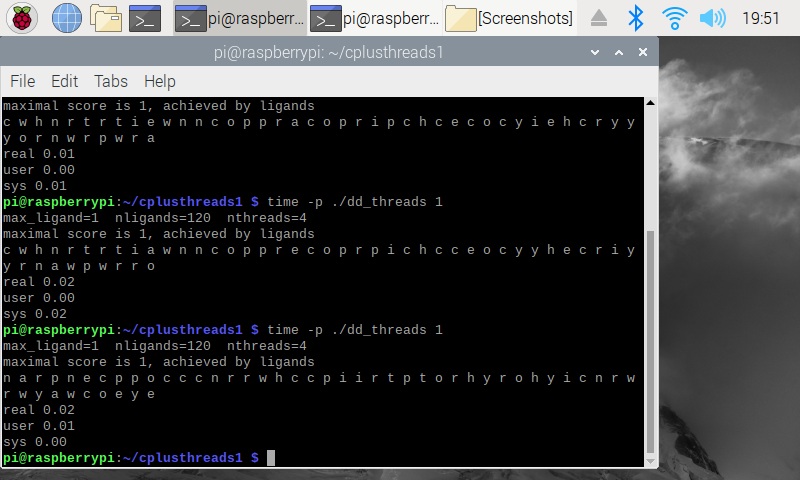 pi@raspberr... pi@raspberr... [Screenshots] 19:51
pi@raspberrypi: ~/cplusthreads1
File Edit Tabs Help
maximal score is 1, achieved by ligands
c w h n r t r t i e w n n c o p p r a c o p r i p c h c e c o c y i e h c r y y
y o r n w r p w r a
real 0.01
user 0.00
sys 0.01
pi@raspberrypi:~/cplusthreads1 $ time -p ./dd_threads 1
max_ligand=1  nligands=120  nthreads=4
maximal score is 1, achieved by ligands
c w h n r t r t i a w n n c o p p r e c o p r p i c h c c e o c y y h e c r i y
y r n a w p w r r o
real 0.02
user 0.00
sys 0.02
pi@raspberrypi:~/cplusthreads1 $ time -p ./dd_threads 1
max_ligand=1  nligands=120  nthreads=4
maximal score is 1, achieved by ligands
n a r p n e c p p o c c c n r r w h c c p i i r t p t o r h y r o h y i c n r w
r w y a w c o e y e
real 0.02
user 0.01
sys 0.00
pi@raspberrypi:~/cplusthreads1 $